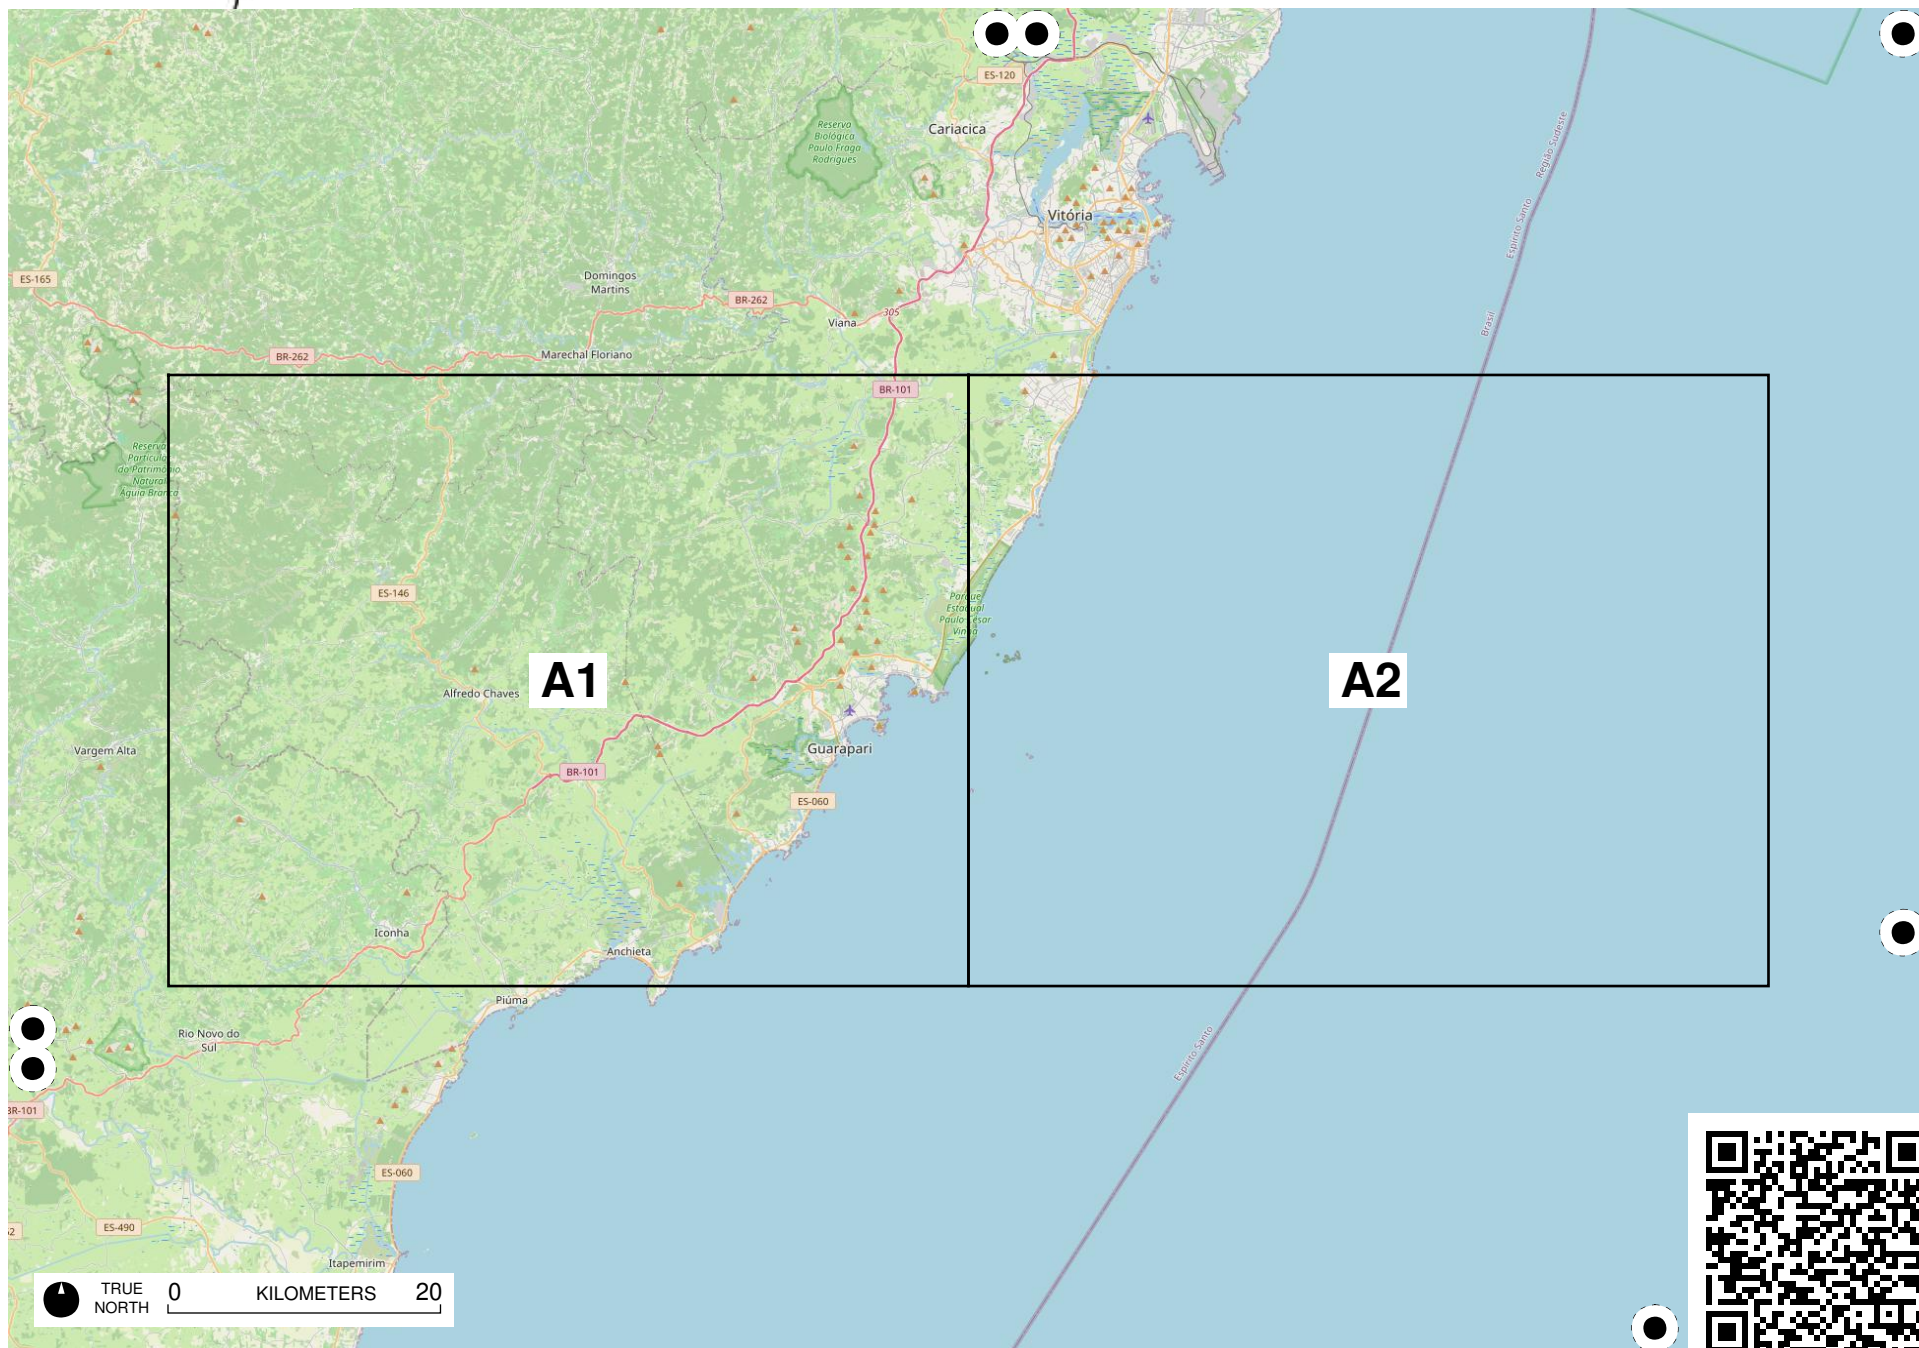 ES-120
Cariacica
Reserva
Biológica
Paulo Fraga
Rodrigues
Região Sudeste
Vitória
Espírito Santo
ES-165
Domingos
Martins
BR-262
305
Viana
Brasil
BR-262
Marechal Floriano
BR-101
Reserva
Particular
do Patrimônio
Natural
Águia Branca
ES-146
Parque
Estadual
Paulo César
Vinha
A1
A2
Alfredo Chaves
Vargem Alta
Guarapari
BR-101
ES-060
Iconha
Anchieta
Piúma
Rio Novo do
Sul
Espírito Santo
BR-101
ES-060
ES-490
Itapemirim
TRUE
NORTH
0 KILOMETERS 20